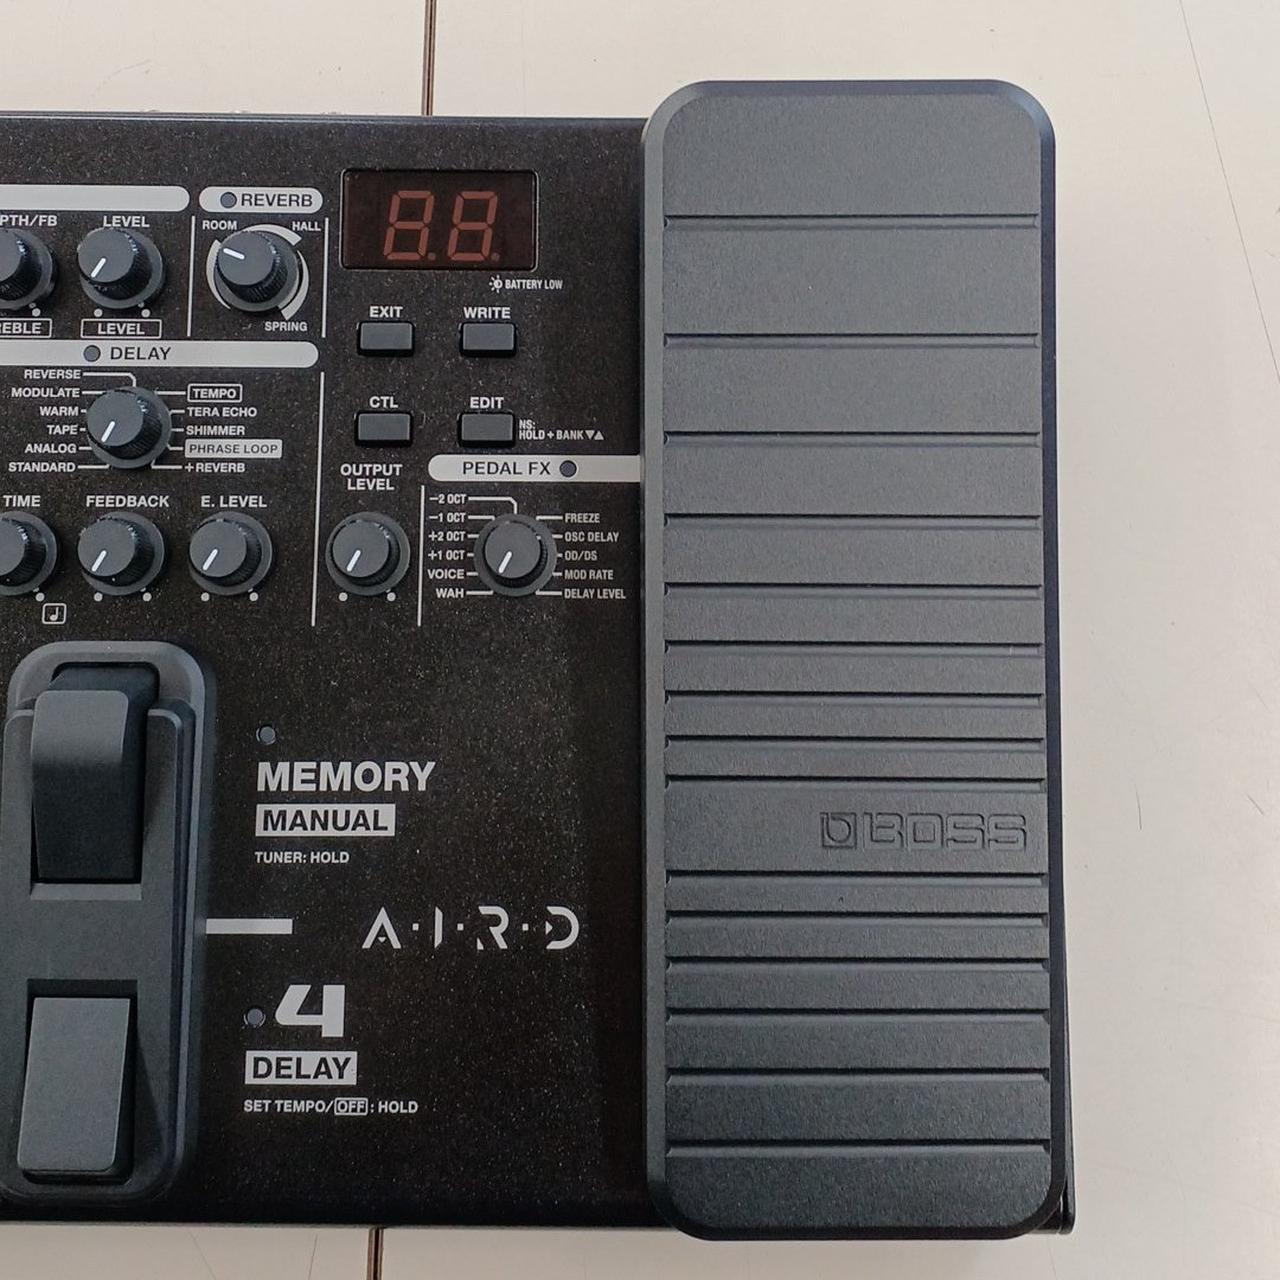 REVERB
PTH/FB
LEVEL
ROOM
HALL
88
BATTERY LOW
EBLE
LEVEL
SPRING
EXIT
WRITE
DELAY
REVERSE
MODULATE
TEMPO
WARM
TERA ECHO
TAPE
SHIMMER
ANALOG
PHRASE LOOP
STANDARD
+REVERB
CTL
EDIT
NS:
HOLD + BANK ▼▲
OUTPUT
LEVEL
PEDAL FX
TIME
FEEDBACK
E. LEVEL
−2 OCT
−1 OCT
FREEZE
+2 OCT
OSC DELAY
+1 OCT
OD/DS
VOICE
MOD RATE
WAH
DELAY LEVEL
MEMORY
MANUAL
TUNER: HOLD
BOSS
A·I·R·D
4
DELAY
SET TEMPO/OFF: HOLD